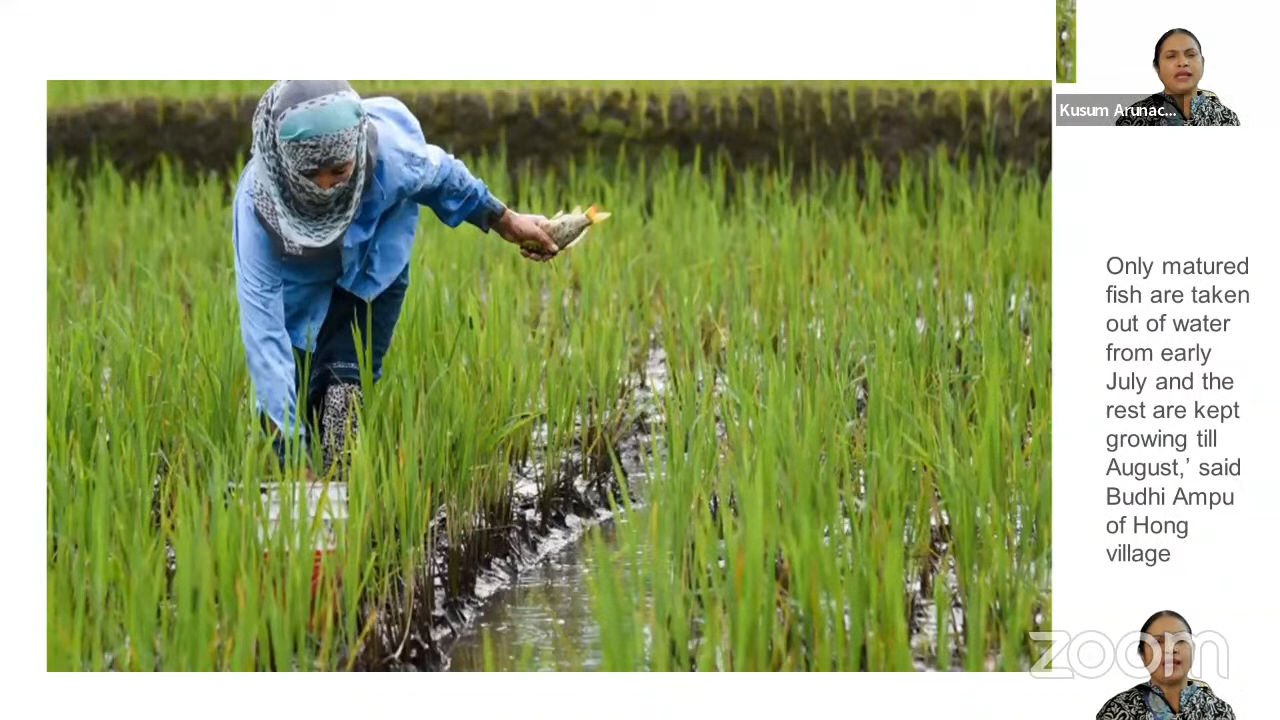 Kusum Arunac...
Only matured
fish are taken
out of water
from early
July and the
rest are kept
growing till
August,’ said
Budhi Ampu
of Hong
village
zoom